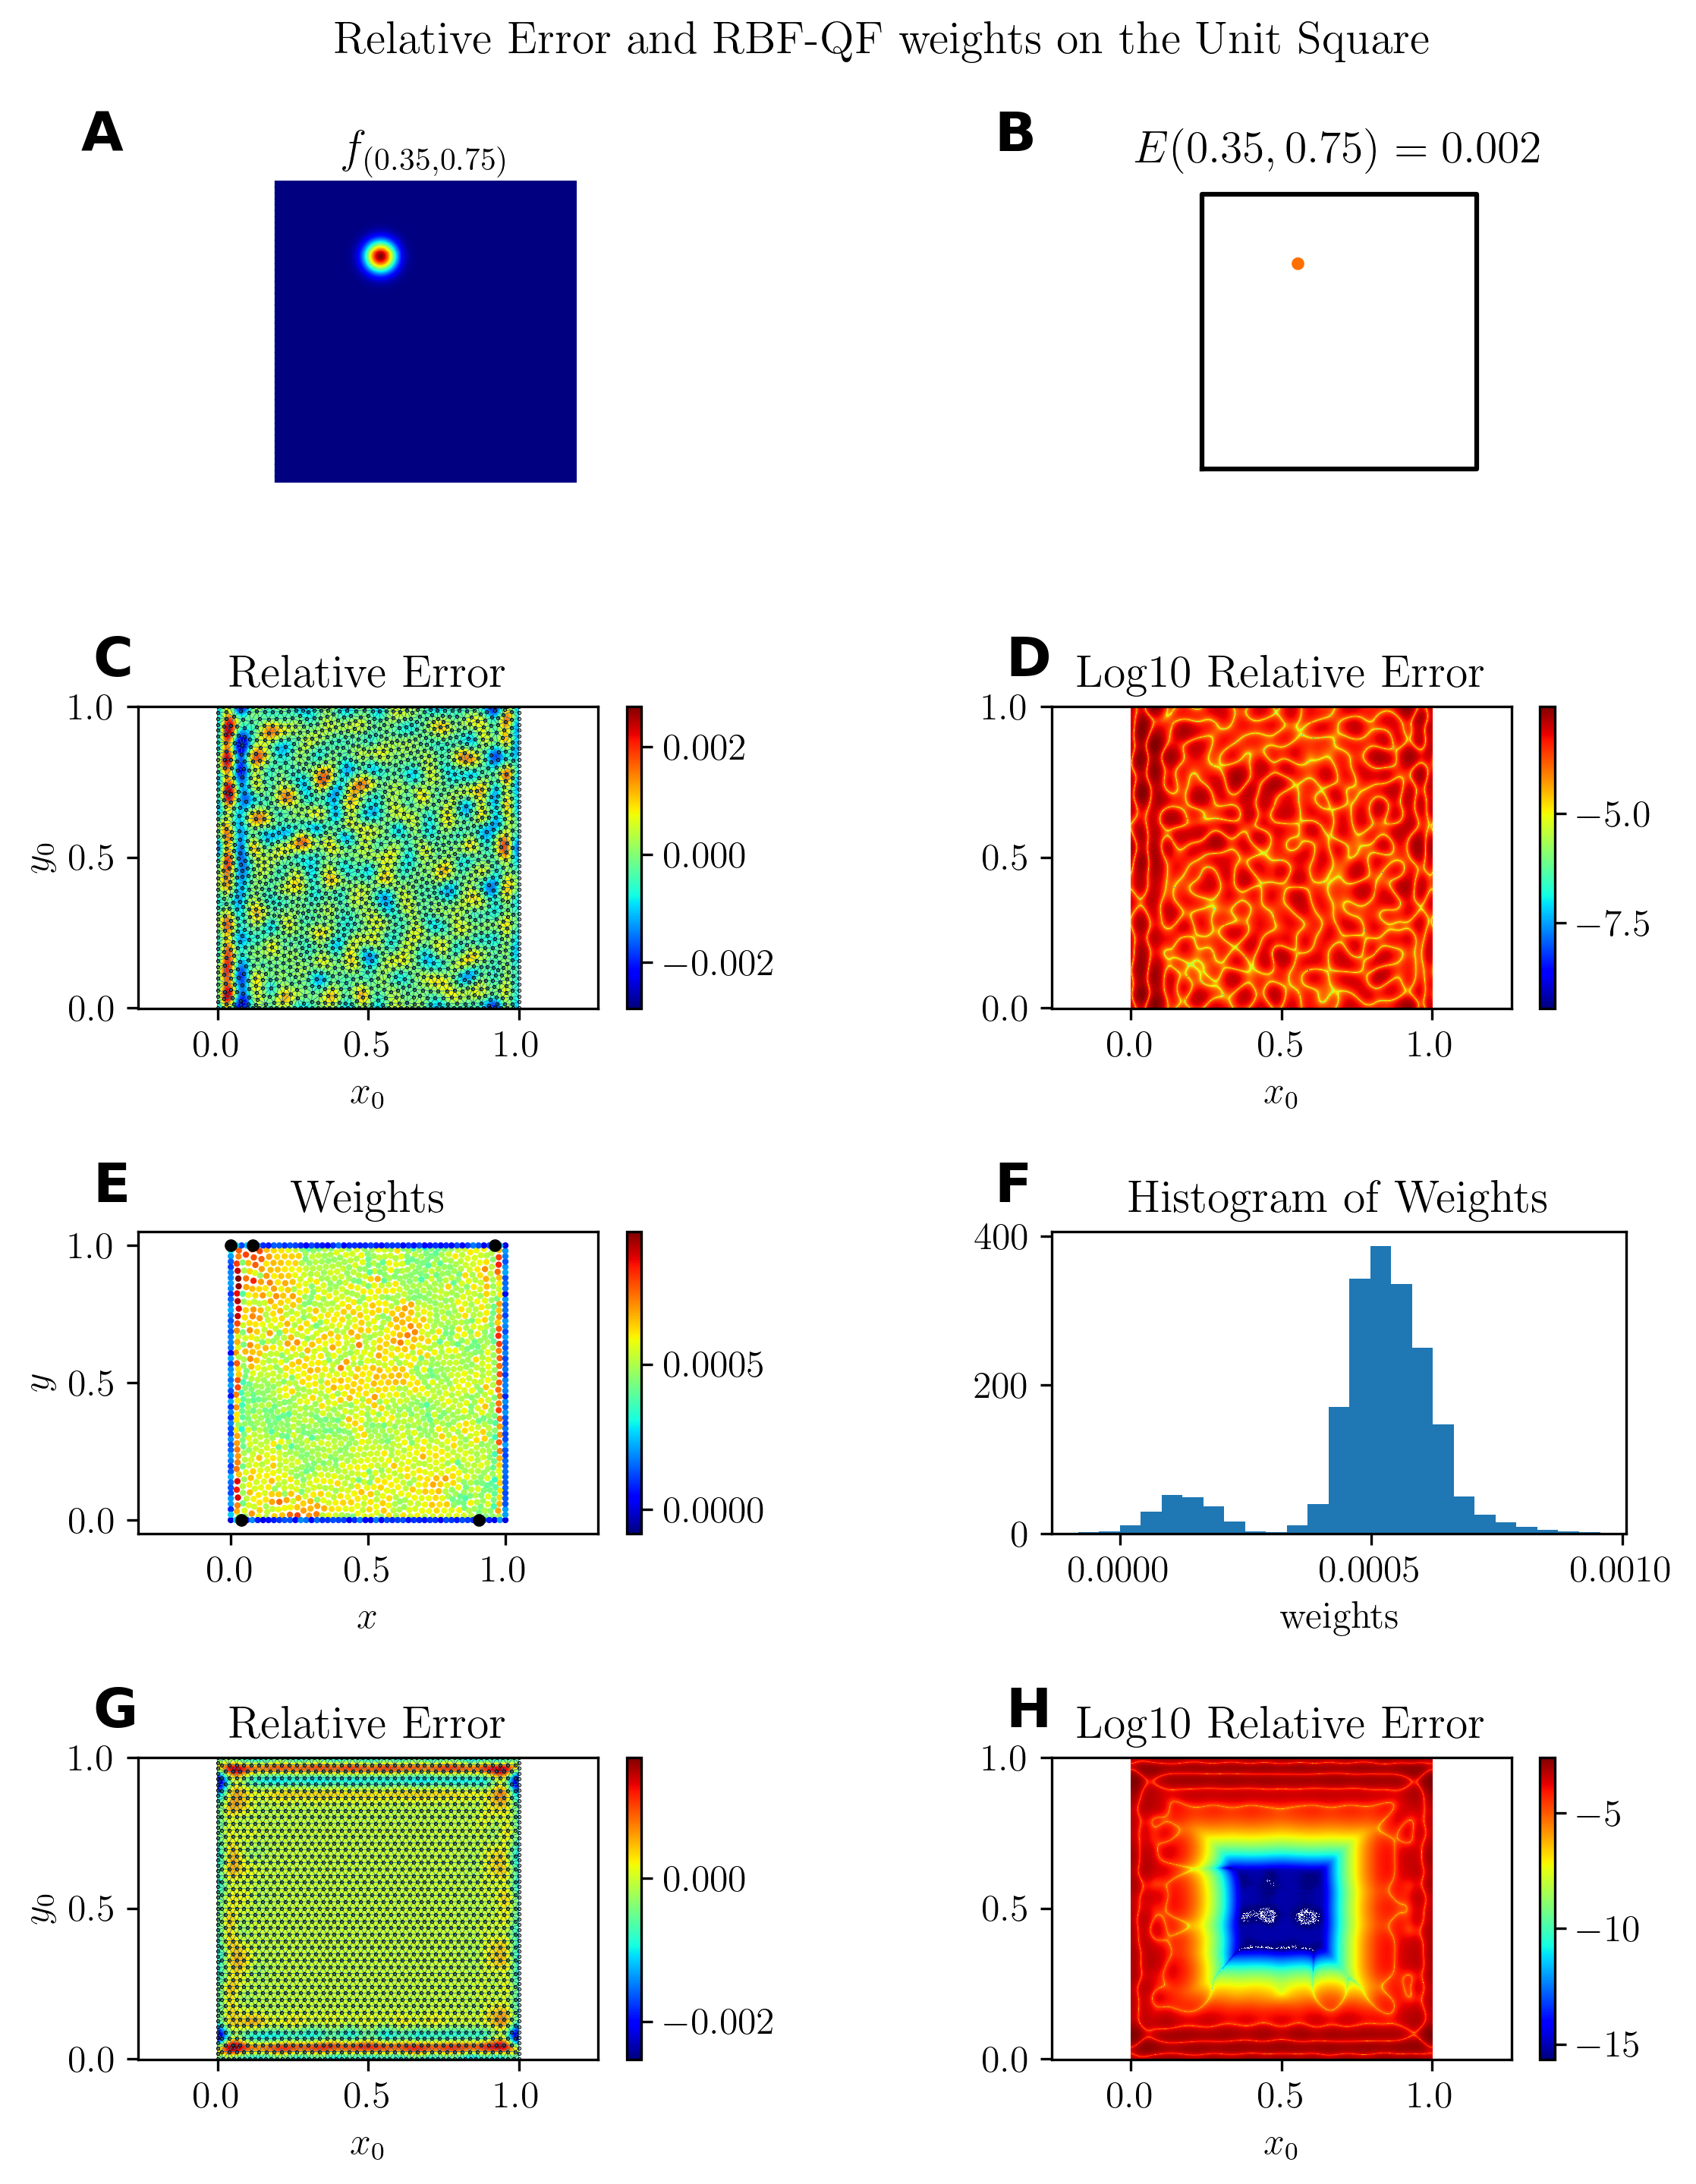 Relative Error and RBF-QF weights on the Unit Square
A
f(0.35,0.75)
B
E(0.35, 0.75) = 0.002
C
Relative Error
1.0
0.5
0.0
y0
0.0 0.5 1.0
x0
0.002
0.000
−0.002
D
Log10 Relative Error
1.0
0.5
0.0
0.0 0.5 1.0
x0
−5.0
−7.5
E
Weights
1.0
0.5
0.0
y
0.0 0.5 1.0
x
0.0005
0.0000
F
Histogram of Weights
400
200
0
0.0000 0.0005 0.0010
weights
G
Relative Error
1.0
0.5
0.0
y0
0.0 0.5 1.0
x0
0.000
−0.002
H
Log10 Relative Error
1.0
0.5
0.0
0.0 0.5 1.0
x0
−5
−10
−15